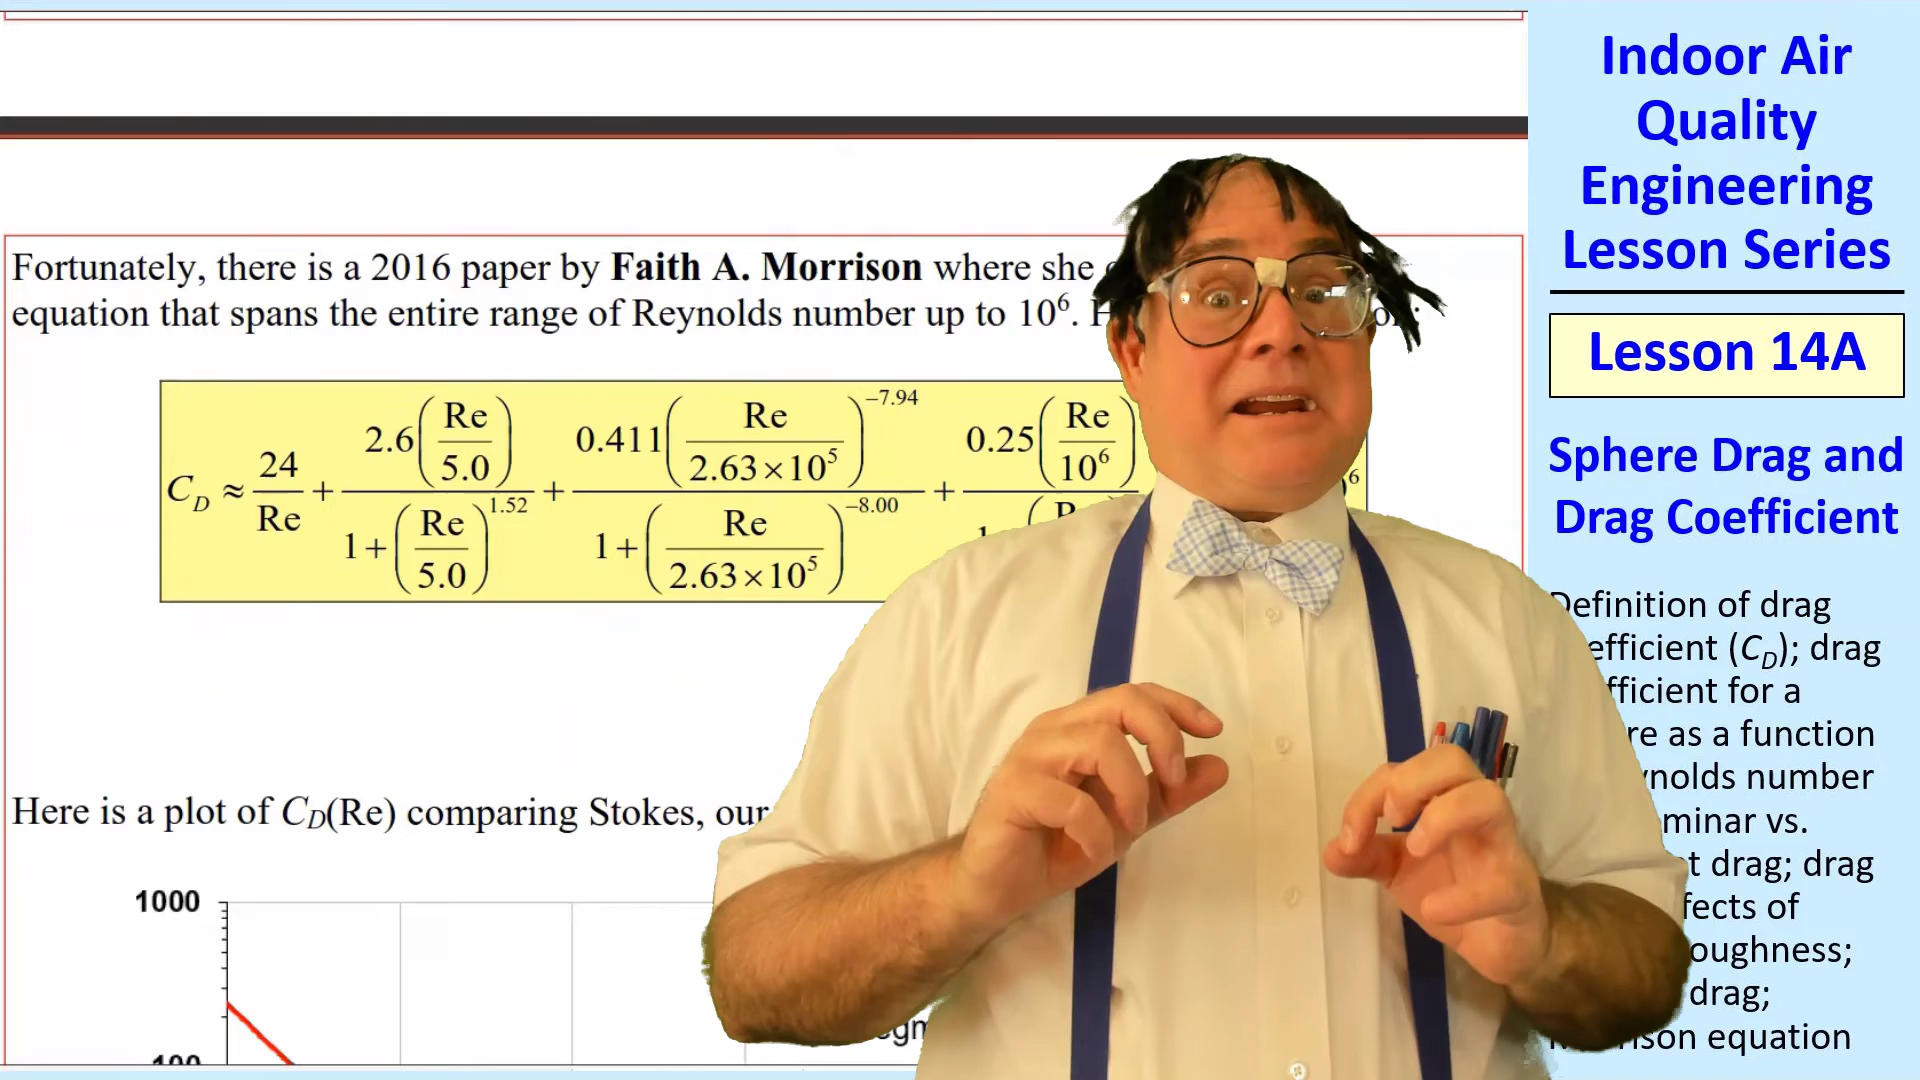 Fortunately, there is a 2016 paper by Faith A. Morrison where she
equation that spans the entire range of Reynolds number up to 10⁶.
C_D ≈ 24/Re + 2.6(Re/5.0)/(1+(Re/5.0)^1.52) + 0.411(Re/(2.63×10⁵))^−7.94/(1+(Re/(2.63×10⁵))^−8.00) + 0.25(Re/10⁶)
Here is a plot of C_D(Re) comparing Stokes, our
1000
100
Indoor Air
Quality
Engineering
Lesson Series
Lesson 14A
Sphere Drag and
Drag Coefficient
Definition of drag
efficient (C_D); drag
fficient for a
re as a function
ynolds number
minar vs.
t drag; drag
fects of
oughness;
drag;
equation